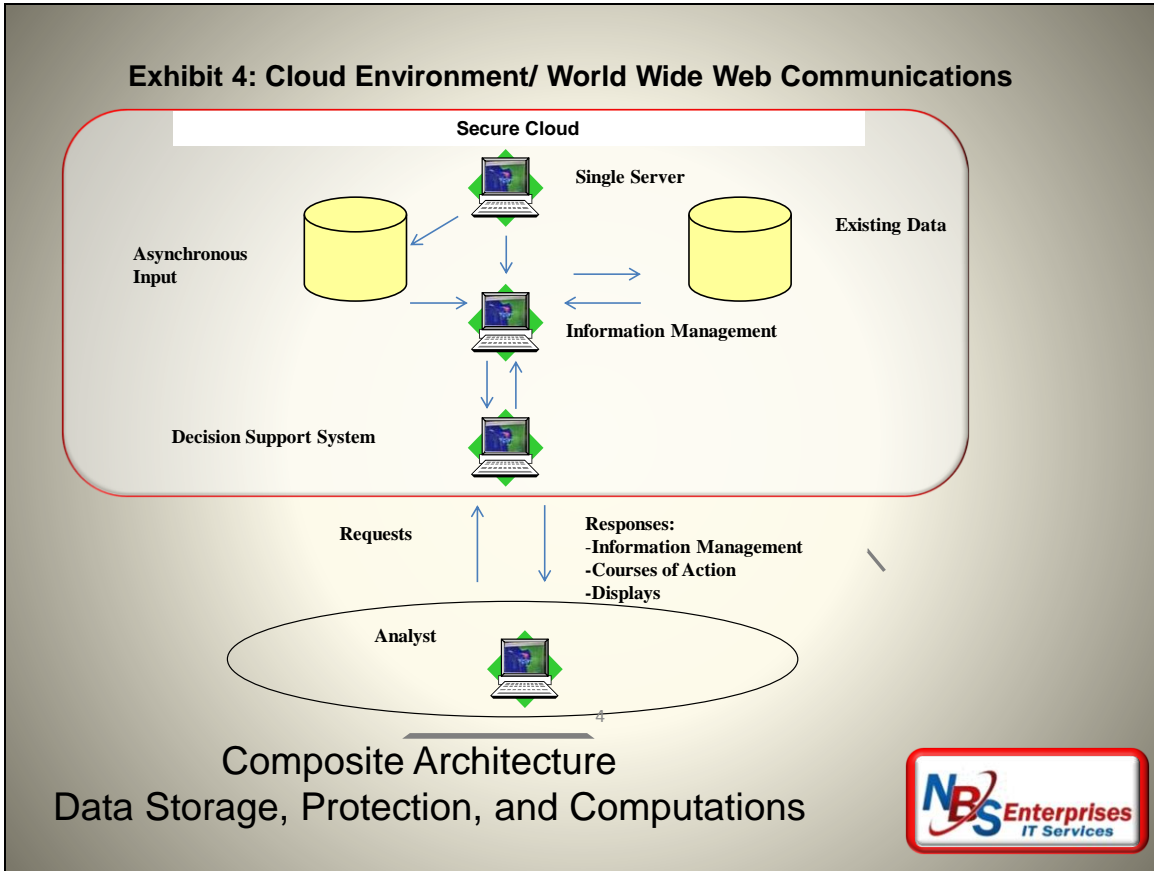 Exhibit 4: Cloud Environment/ World Wide Web Communications
Secure Cloud
Single Server
Existing Data
Asynchronous
Input
Information Management
Decision Support System
Requests
Responses:
-Information Management
-Courses of Action
-Displays
Analyst
4
Composite Architecture
Data Storage, Protection, and Computations
NBS Enterprises
IT Services